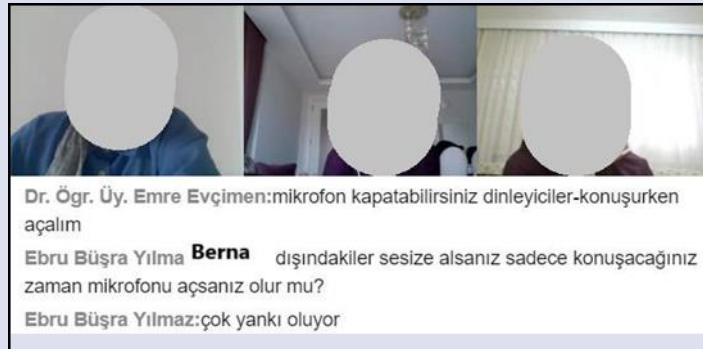 Dr. Ögr. Üy. Emre Evçimen:mikrofon kapatabilirsiniz dinleyiciler-konuşurken
açalım
Ebru Büşra Yılma Berna dışındakiler sesize alsanız sadece konuşacağınız
zaman mikrofonu açsanız olur mu?
Ebru Büşra Yılmaz:çok yankı oluyor